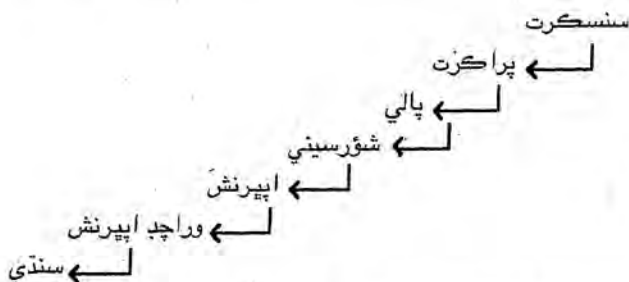 سنسڪرت
پراڪرت
پالي
شؤرسيني
اپڀرنش
وراچڊ اپڀرنش
سنڌي